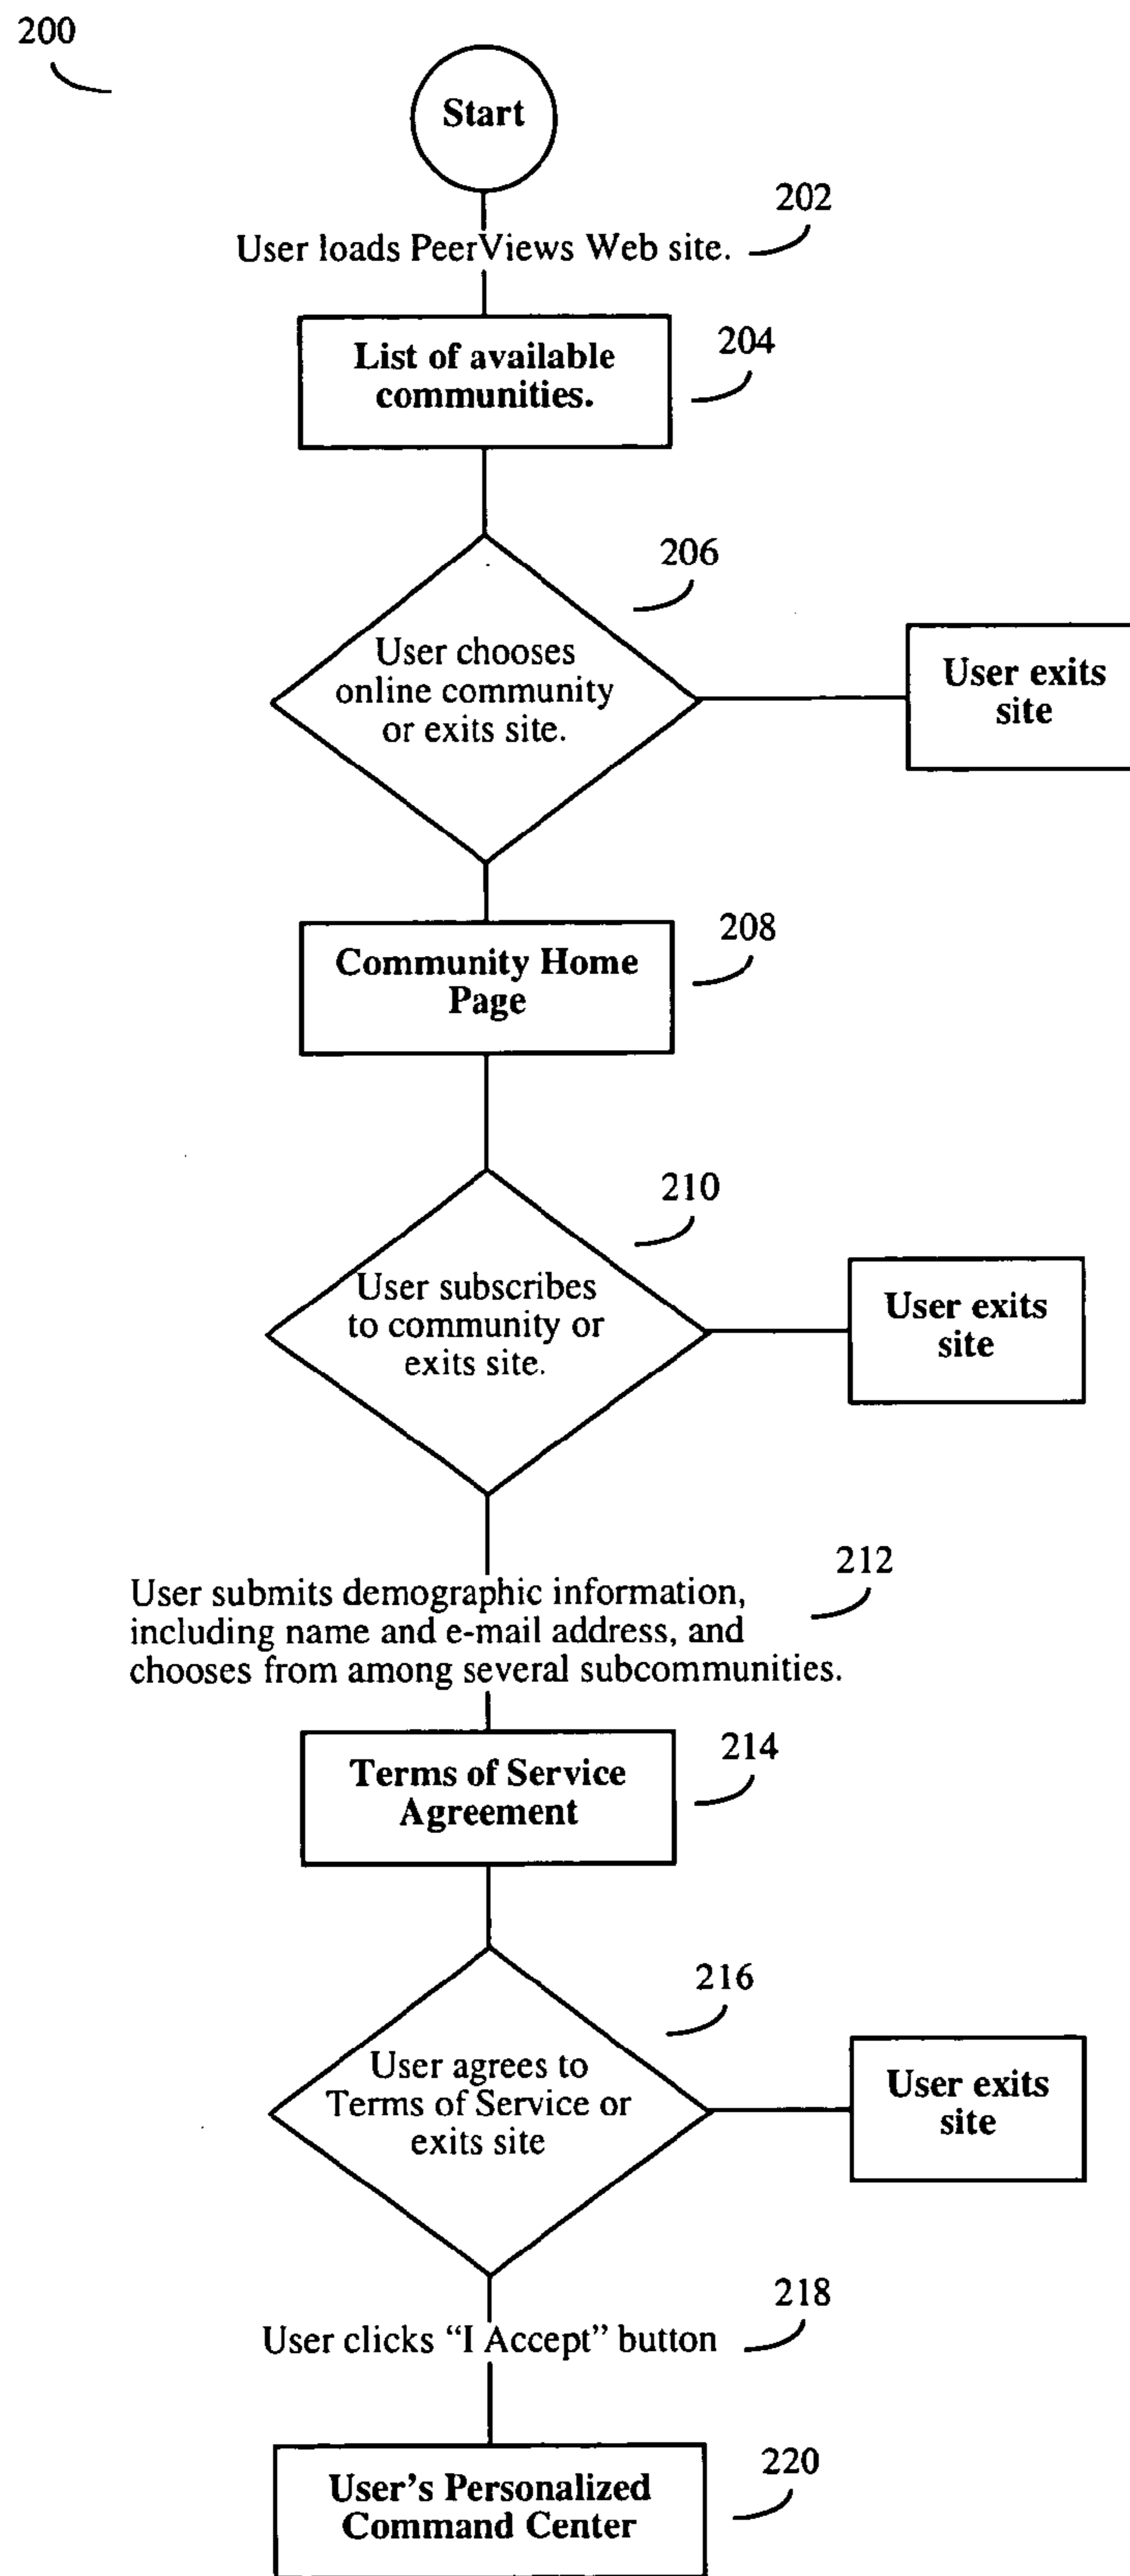 200
Start
202
User loads PeerViews Web site.
List of available
communities.
204
206
User chooses
online community
or exits site.
User exits
site
Community Home
Page
208
210
User subscribes
to community or
exits site.
User exits
site
212
User submits demographic information,
including name and e-mail address, and
chooses from among several subcommunities.
Terms of Service
Agreement
214
216
User agrees to
Terms of Service or
exits site
User exits
site
218
User clicks “I Accept” button
User’s Personalized
Command Center
220